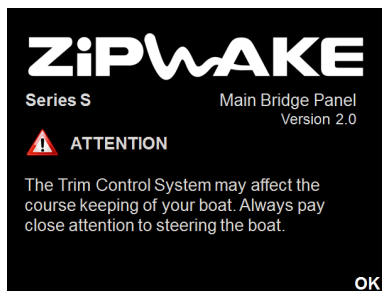 ZiPWAKE
Series S Main Bridge Panel
Version 2.0
ATTENTION
The Trim Control System may affect the
course keeping of your boat. Always pay
close attention to steering the boat.
OK